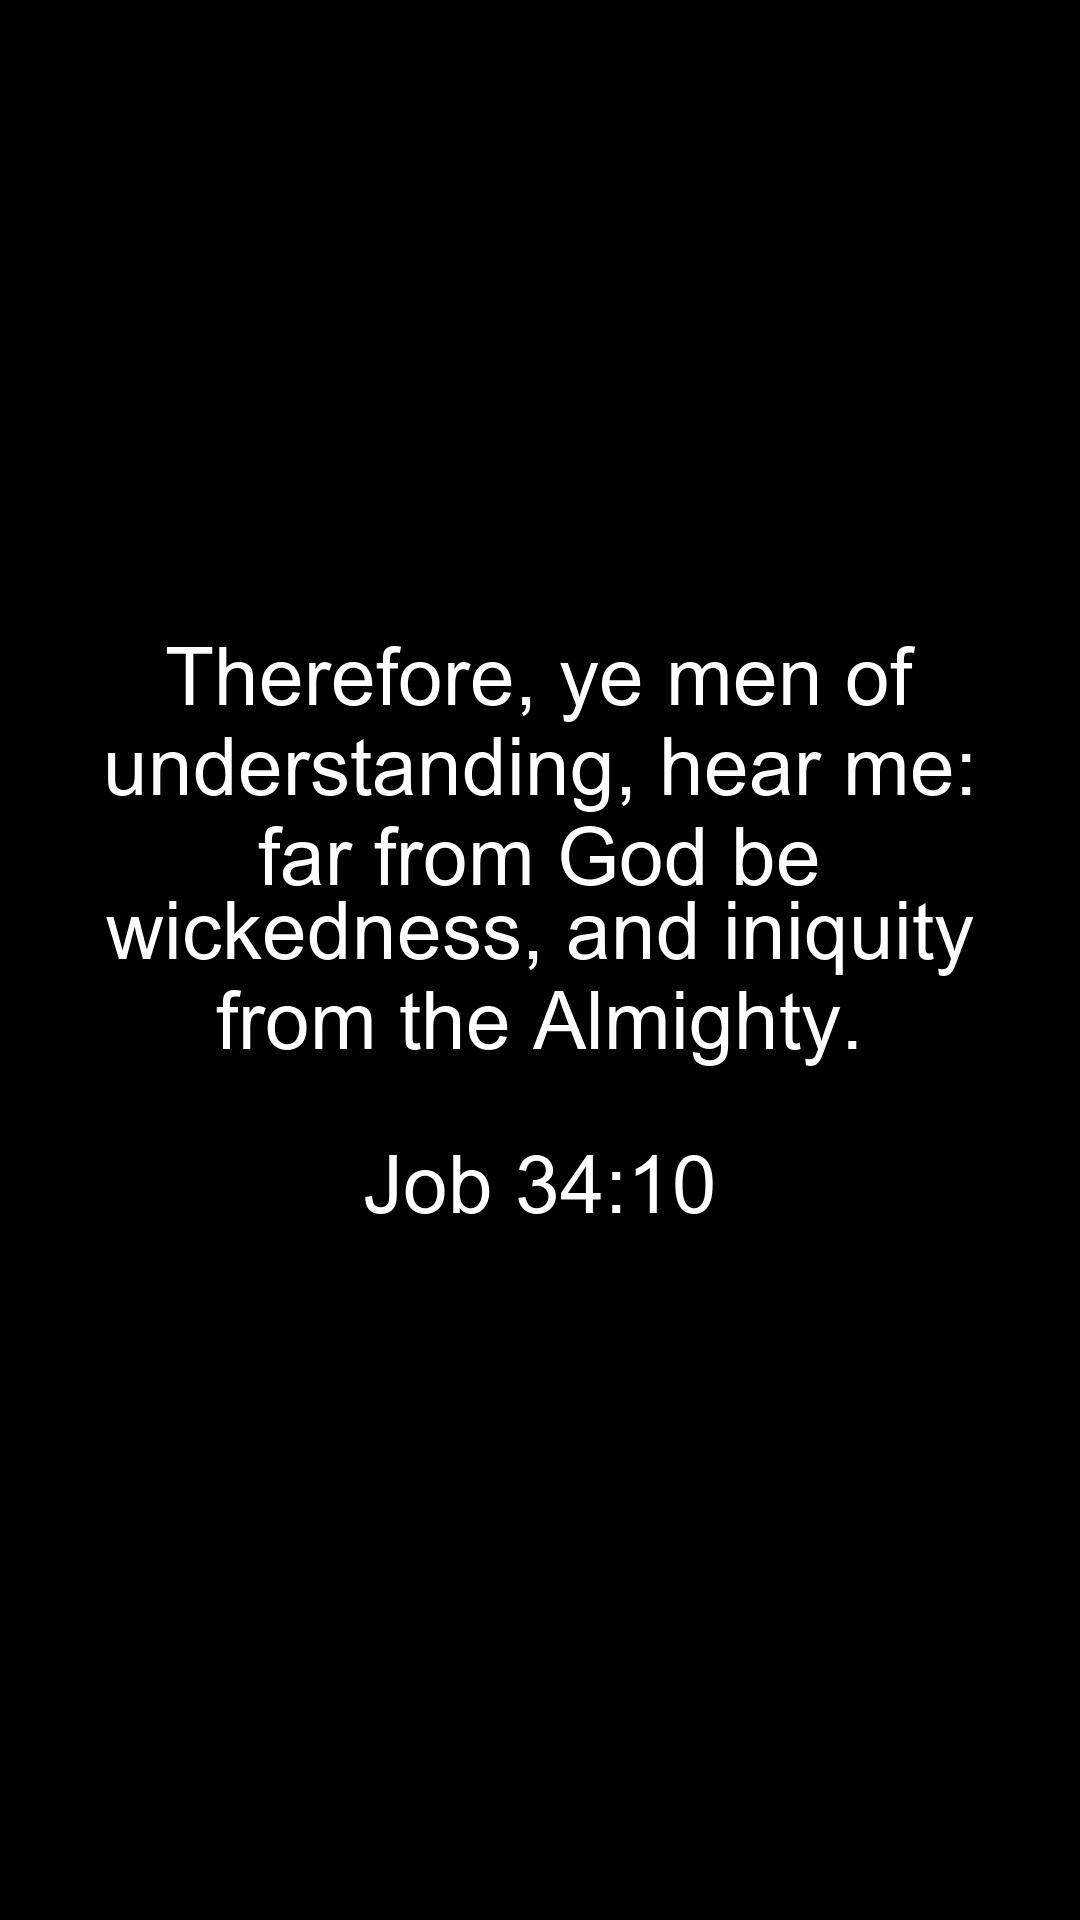 Therefore, ye men of
understanding, hear me:
far from God be
wickedness, and iniquity
from the Almighty.
Job 34:10